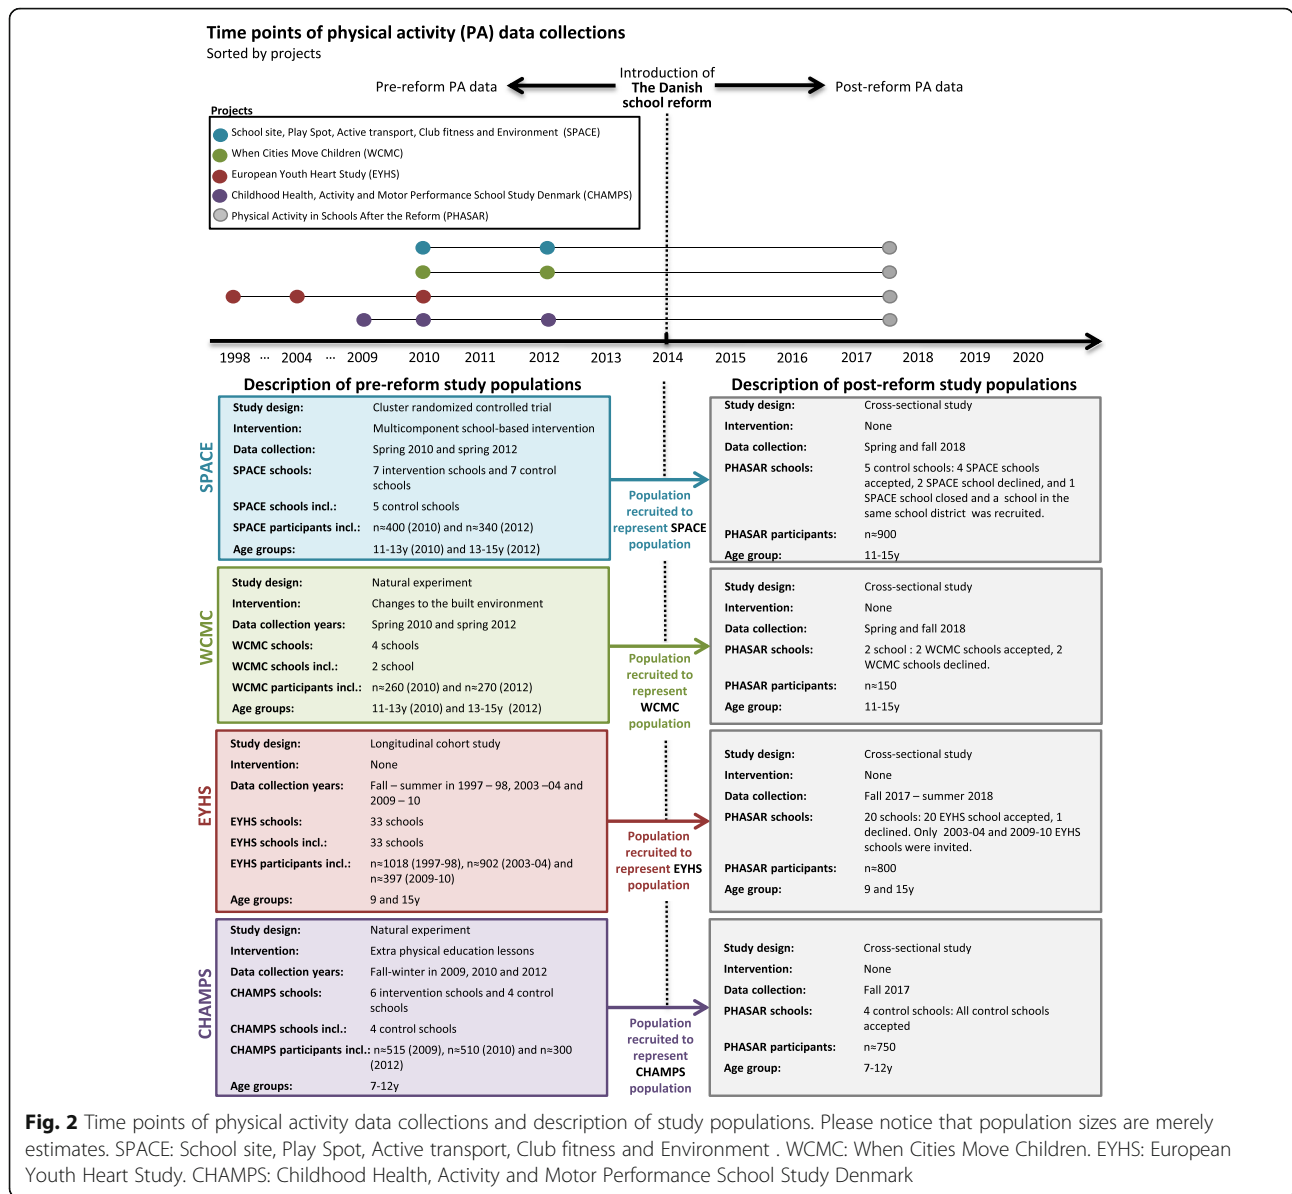 Time points of physical activity (PA) data collections
Sorted by projects
Pre-reform PA data
Introduction of
The Danish
school reform
Post-reform PA data
Projects
School site, Play Spot, Active transport, Club fitness and Environment (SPACE)
When Cities Move Children (WCMC)
European Youth Heart Study (EYHS)
Childhood Health, Activity and Motor Performance School Study Denmark (CHAMPS)
Physical Activity in Schools After the Reform (PHASAR)
1998 ... 2004 ... 2009 2010 2011 2012 2013 2014 2015 2016 2017 2018 2019 2020
Description of pre-reform study populations
Description of post-reform study populations
SPACE
Study design: Cluster randomized controlled trial
Intervention: Multicomponent school-based intervention
Data collection: Spring 2010 and spring 2012
SPACE schools: 7 intervention schools and 7 control
schools
SPACE schools incl.: 5 control schools
SPACE participants incl.: n≈400 (2010) and n≈340 (2012)
Age groups: 11-13y (2010) and 13-15y (2012)
Population
recruited to
represent SPACE
population
Study design: Cross-sectional study
Intervention: None
Data collection: Spring and fall 2018
PHASAR schools: 5 control schools: 4 SPACE schools
accepted, 2 SPACE school declined, and 1
SPACE school closed and a school in the
same school district was recruited.
PHASAR participants: n≈900
Age group: 11-15y
WCMC
Study design: Natural experiment
Intervention: Changes to the built environment
Data collection years: Spring 2010 and spring 2012
WCMC schools: 4 schools
WCMC schools incl.: 2 school
WCMC participants incl.: n≈260 (2010) and n≈270 (2012)
Age groups: 11-13y (2010) and 13-15y (2012)
Population
recruited to
represent
WCMC
population
Study design: Cross-sectional study
Intervention: None
Data collection: Spring and fall 2018
PHASAR schools: 2 school : 2 WCMC schools accepted, 2
WCMC schools declined.
PHASAR participants: n≈150
Age group: 11-15y
EYHS
Study design: Longitudinal cohort study
Intervention: None
Data collection years: Fall – summer in 1997 – 98, 2003 –04 and
2009 – 10
EYHS schools: 33 schools
EYHS schools incl.: 33 schools
EYHS participants incl.: n≈1018 (1997-98), n≈902 (2003-04) and
n≈397 (2009-10)
Age groups: 9 and 15y
Population
recruited to
represent EYHS
population
Study design: Cross-sectional study
Intervention: None
Data collection: Fall 2017 – summer 2018
PHASAR schools: 20 schools: 20 EYHS school accepted, 1
declined. Only 2003-04 and 2009-10 EYHS
schools were invited.
PHASAR participants: n≈800
Age group: 9 and 15y
CHAMPS
Study design: Natural experiment
Intervention: Extra physical education lessons
Data collection years: Fall-winter in 2009, 2010 and 2012
CHAMPS schools: 6 intervention schools and 4 control
schools
CHAMPS schools incl.: 4 control schools
CHAMPS participants incl.: n≈515 (2009), n≈510 (2010) and n≈300
(2012)
Age groups: 7-12y
Population
recruited to
represent
CHAMPS
population
Study design: Cross-sectional study
Intervention: None
Data collection: Fall 2017
PHASAR schools: 4 control schools: All control schools
accepted
PHASAR participants: n≈750
Age group: 7-12y
Fig. 2 Time points of physical activity data collections and description of study populations. Please notice that population sizes are merely
estimates. SPACE: School site, Play Spot, Active transport, Club fitness and Environment . WCMC: When Cities Move Children. EYHS: European
Youth Heart Study. CHAMPS: Childhood Health, Activity and Motor Performance School Study Denmark